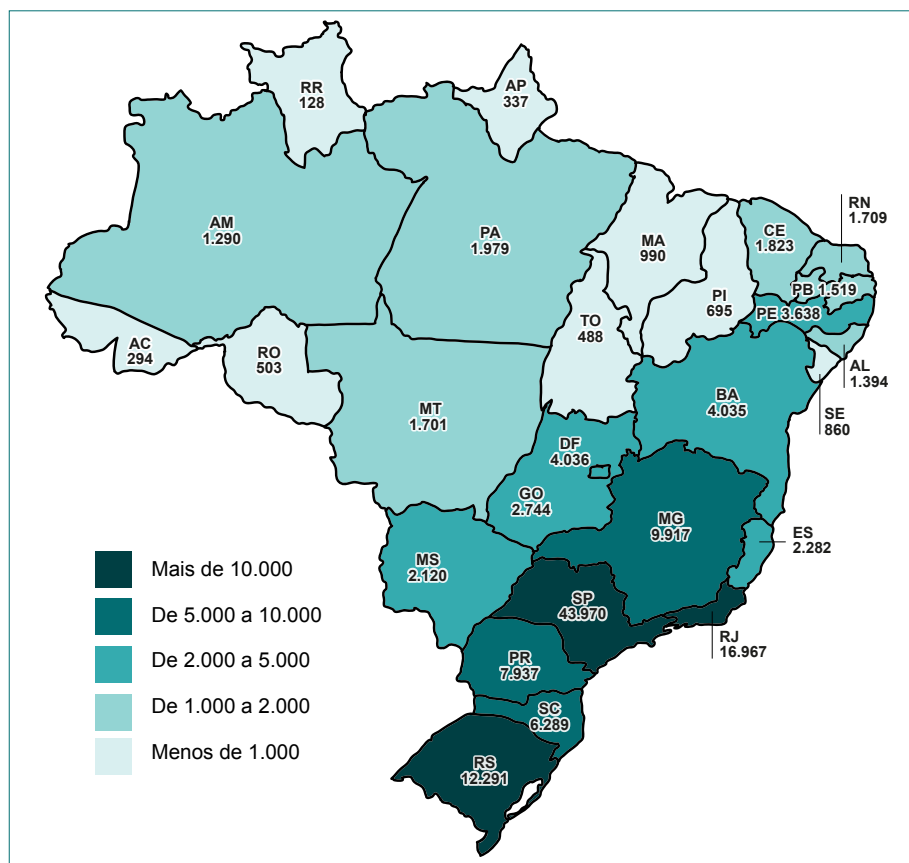 RR
128
AP
337
AM
1.290
PA
1.979
MA
990
CE
1.823
RN
1.709
PB 1.519
PI
695
PE 3.638
TO
488
AC
294
RO
503
AL
1.394
SE
860
BA
4.035
MT
1.701
DF
4.036
GO
2.744
MG
9.917
ES
2.282
MS
2.120
SP
43.970
RJ
16.967
PR
7.937
SC
6.289
RS
12.291
Mais de 10.000
De 5.000 a 10.000
De 2.000 a 5.000
De 1.000 a 2.000
Menos de 1.000